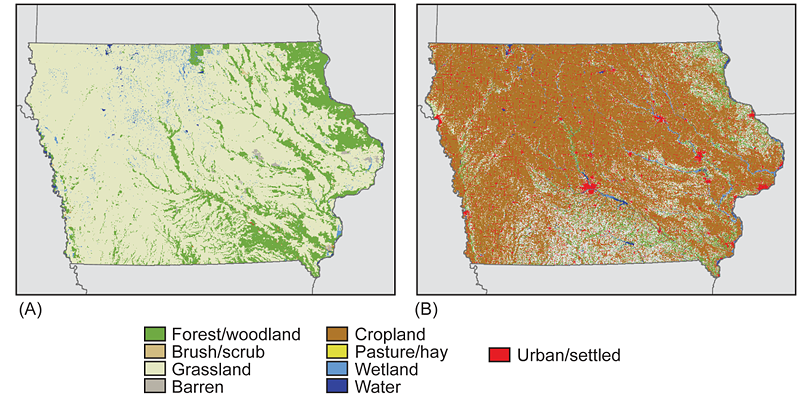 (A)
(B)
Forest/woodland
Brush/scrub
Grassland
Barren
Cropland
Pasture/hay
Wetland
Water
Urban/settled